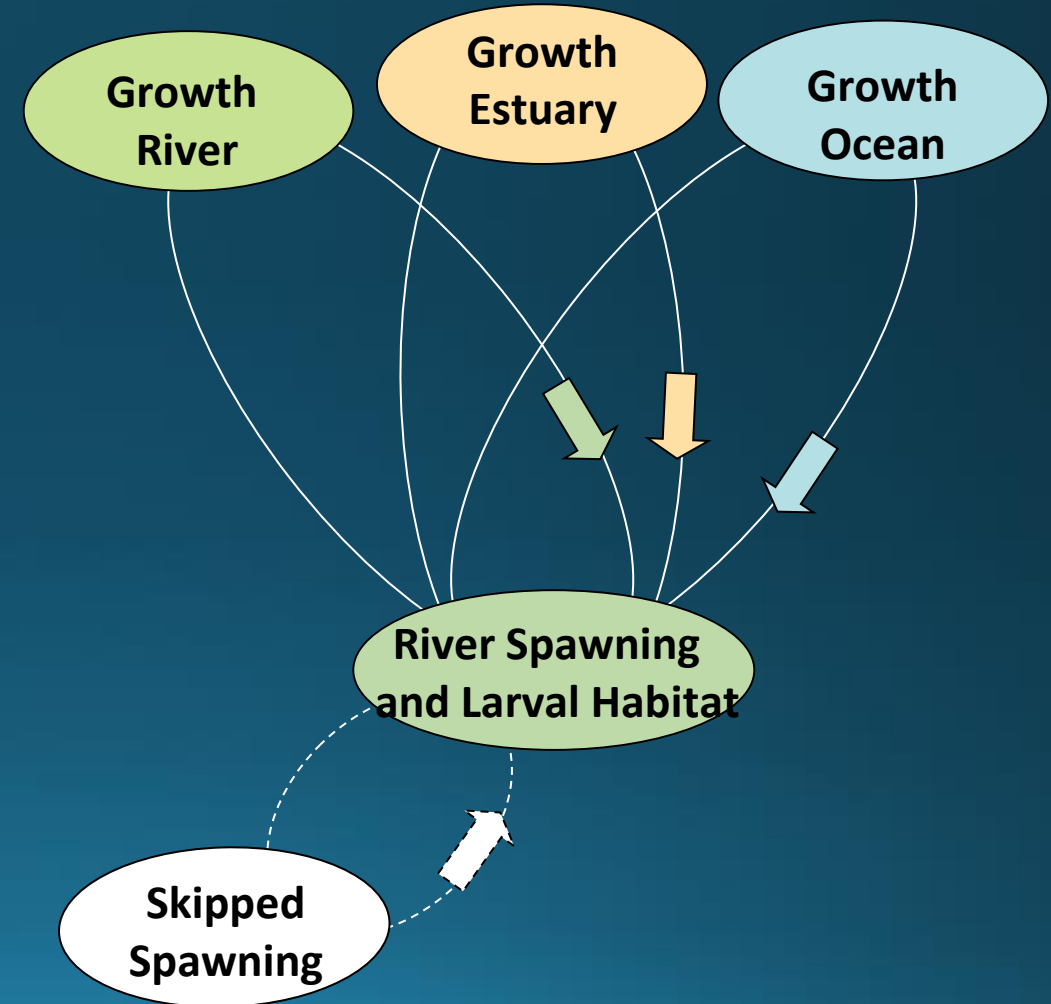 Growth
River
Growth
Estuary
Growth
Ocean
River Spawning
and Larval Habitat
Skipped
Spawning